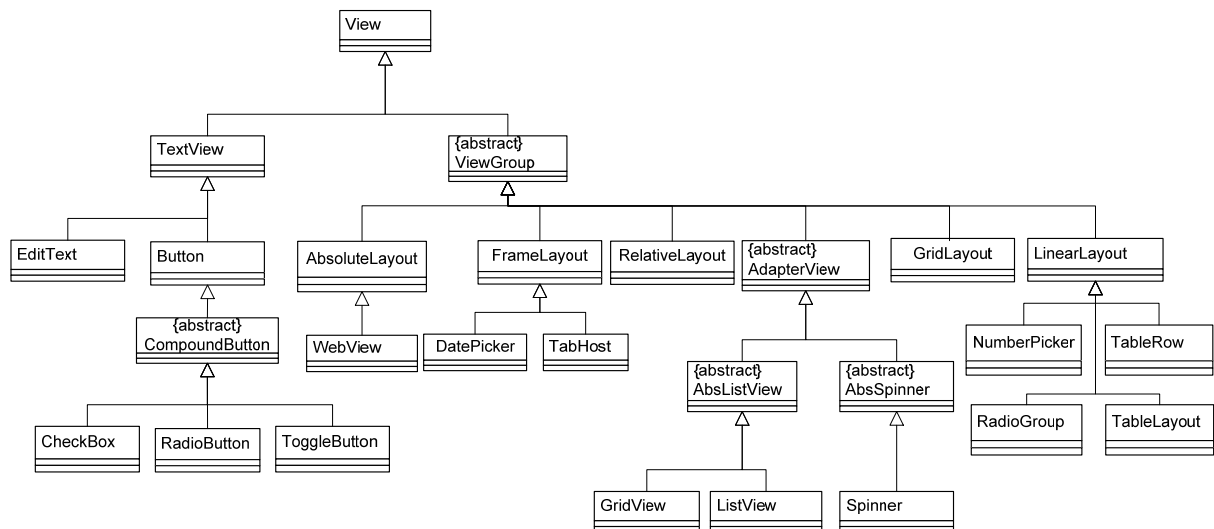 View
TextView
{abstract}
ViewGroup
EditText
Button
AbsoluteLayout
FrameLayout
RelativeLayout
{abstract}
AdapterView
GridLayout
LinearLayout
{abstract}
CompoundButton
WebView
DatePicker
TabHost
NumberPicker
TableRow
{abstract}
AbsListView
{abstract}
AbsSpinner
CheckBox
RadioButton
ToggleButton
RadioGroup
TableLayout
GridView
ListView
Spinner